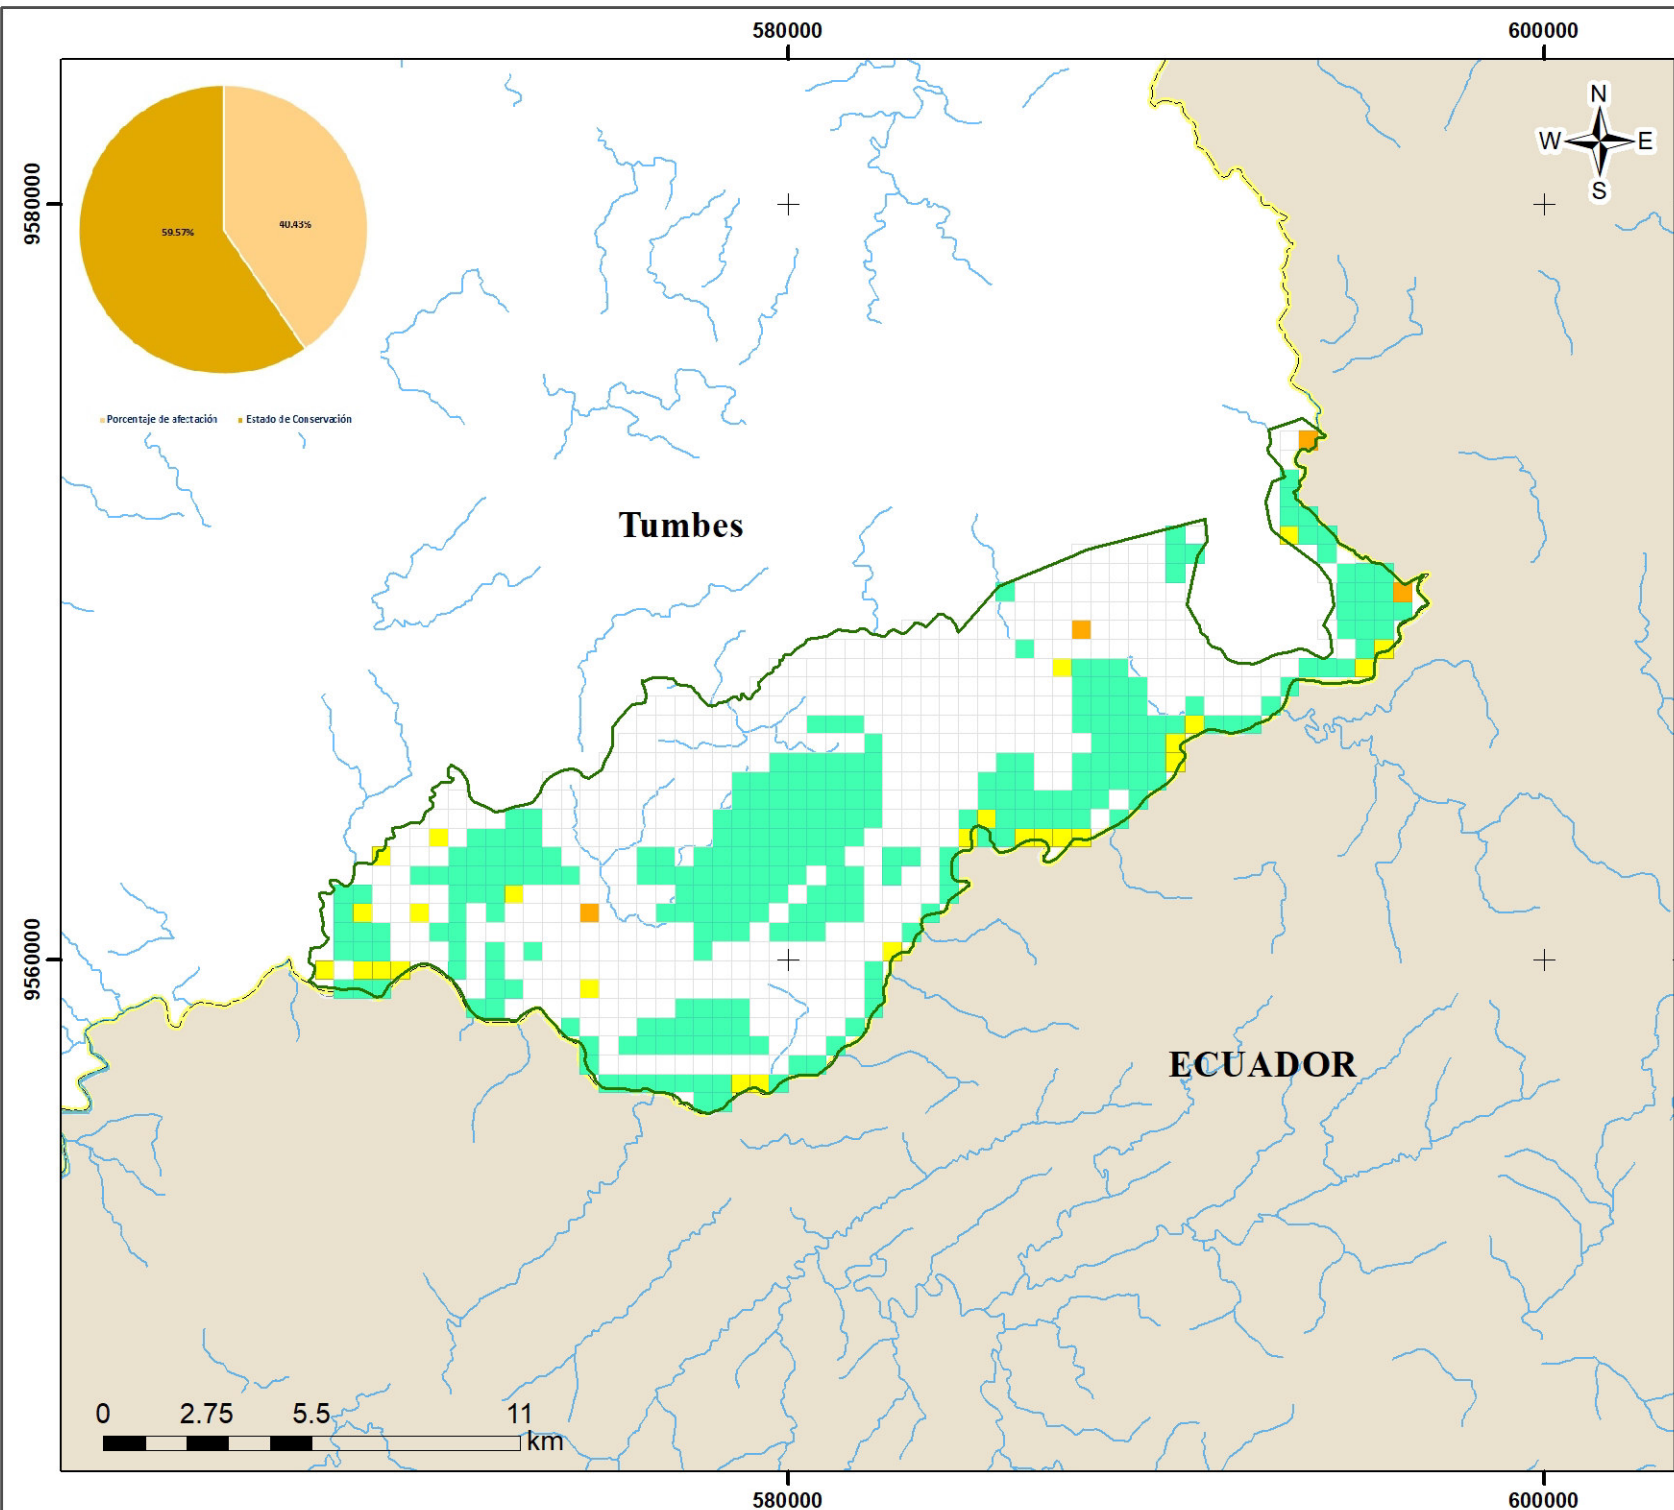 580000 600000
N
W E
S
9580000
59.57% 40.43%
Porcentaje de afectación Estado de Conservación
Tumbes
9560000
ECUADOR
0 2.75 5.5 11
km
580000 600000